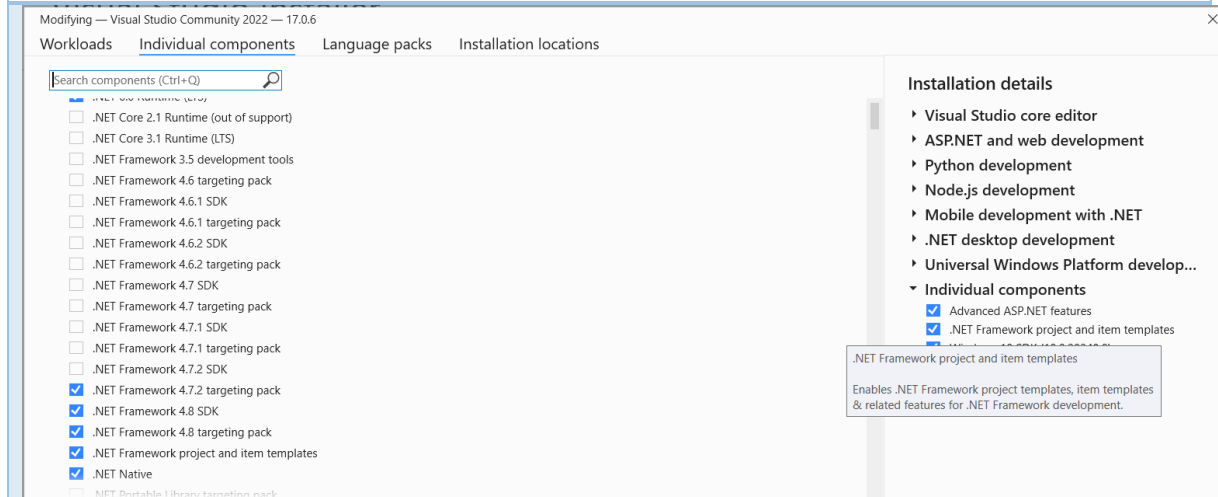 Modifying — Visual Studio Community 2022 — 17.0.6
Workloads Individual components Language packs Installation locations
Search components (Ctrl+Q)
.NET Core 2.1 Runtime (out of support)
.NET Core 3.1 Runtime (LTS)
.NET Framework 3.5 development tools
.NET Framework 4.6 targeting pack
.NET Framework 4.6.1 SDK
.NET Framework 4.6.1 targeting pack
.NET Framework 4.6.2 SDK
.NET Framework 4.6.2 targeting pack
.NET Framework 4.7 SDK
.NET Framework 4.7 targeting pack
.NET Framework 4.7.1 SDK
.NET Framework 4.7.1 targeting pack
.NET Framework 4.7.2 SDK
.NET Framework 4.7.2 targeting pack
.NET Framework 4.8 SDK
.NET Framework 4.8 targeting pack
.NET Framework project and item templates
.NET Native
.NET Portable Library targeting pack
Installation details
Visual Studio core editor
ASP.NET and web development
Python development
Node.js development
Mobile development with .NET
.NET desktop development
Universal Windows Platform develop...
Individual components
Advanced ASP.NET features
.NET Framework project and item templates
.NET Framework project and item templates
Enables .NET Framework project templates, item templates
& related features for .NET Framework development.